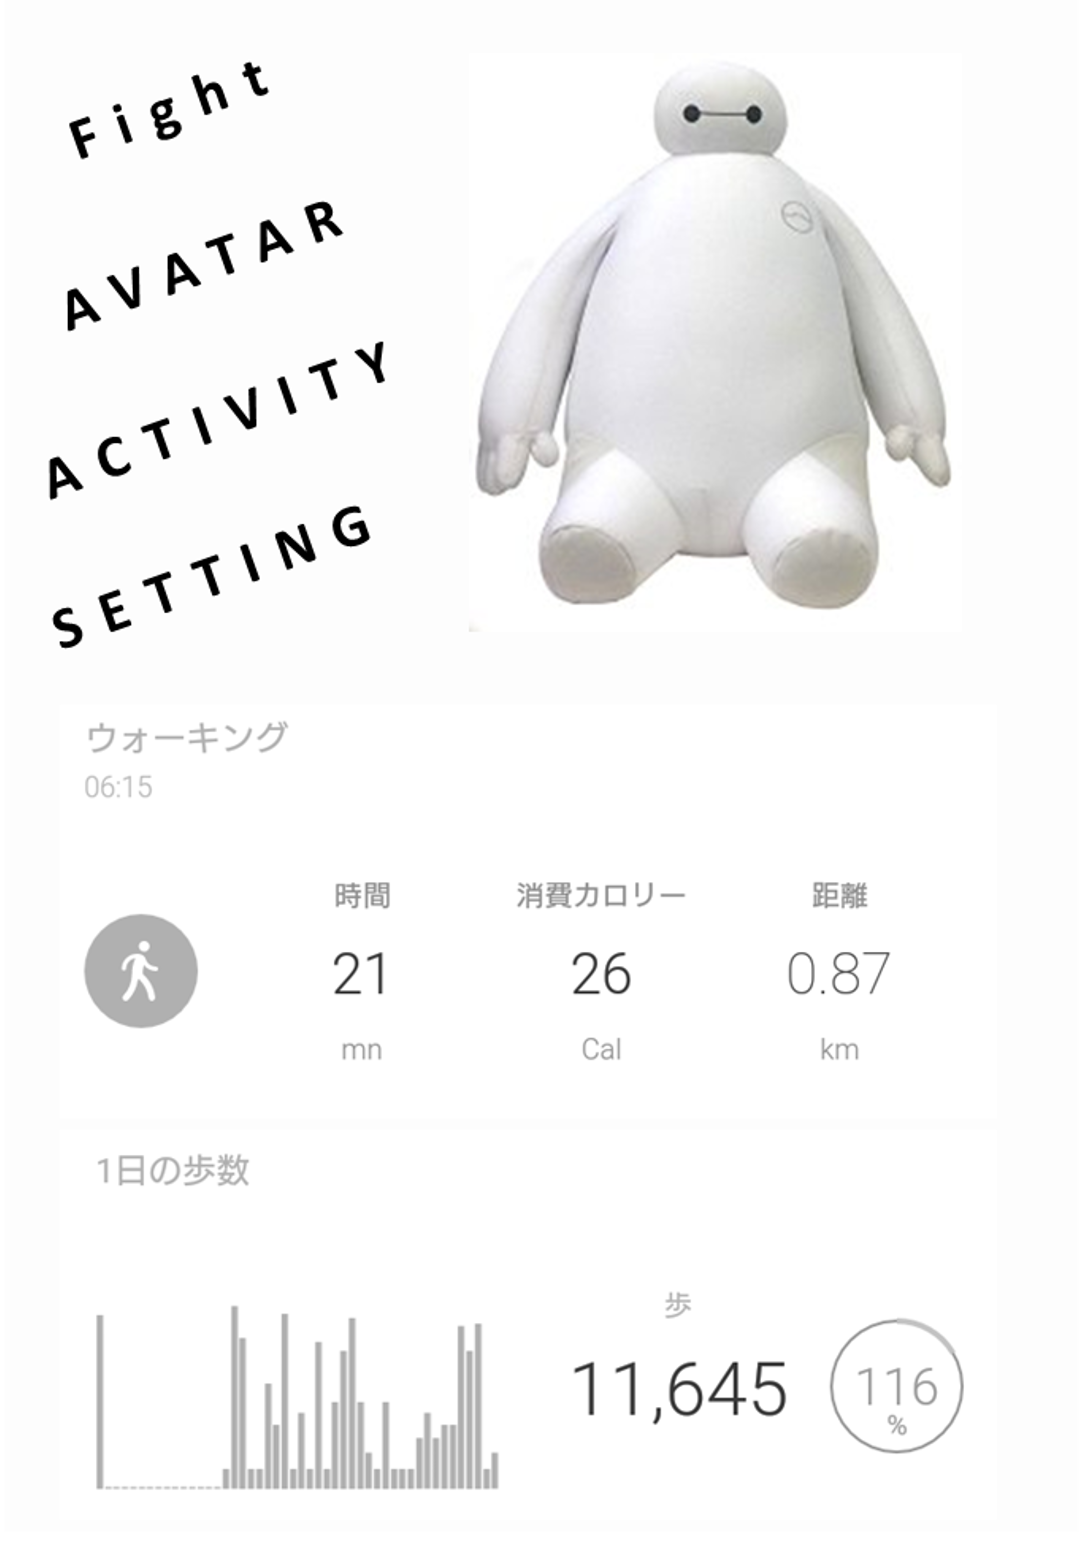 Fight
AVATAR
ACTIVITY
SETTING
ウォーキング
06:15
時間 消費カロリー 距離
21 26 0.87
mn Cal km
1日の歩数
歩
11,645
116
%